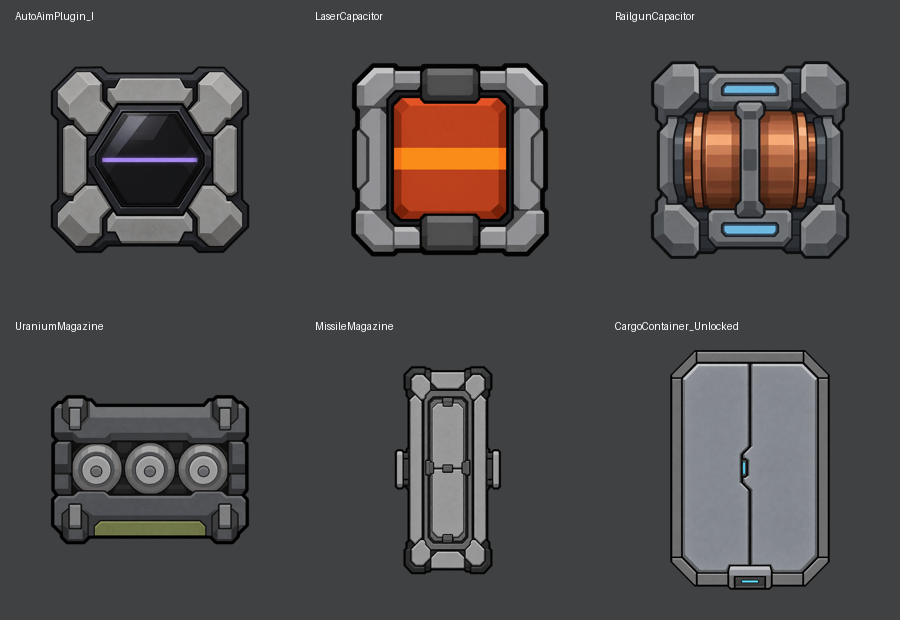 AutoAimPlugin_I
LaserCapacitor
RailgunCapacitor
UraniumMagazine
MissileMagazine
CargoContainer_Unlocked